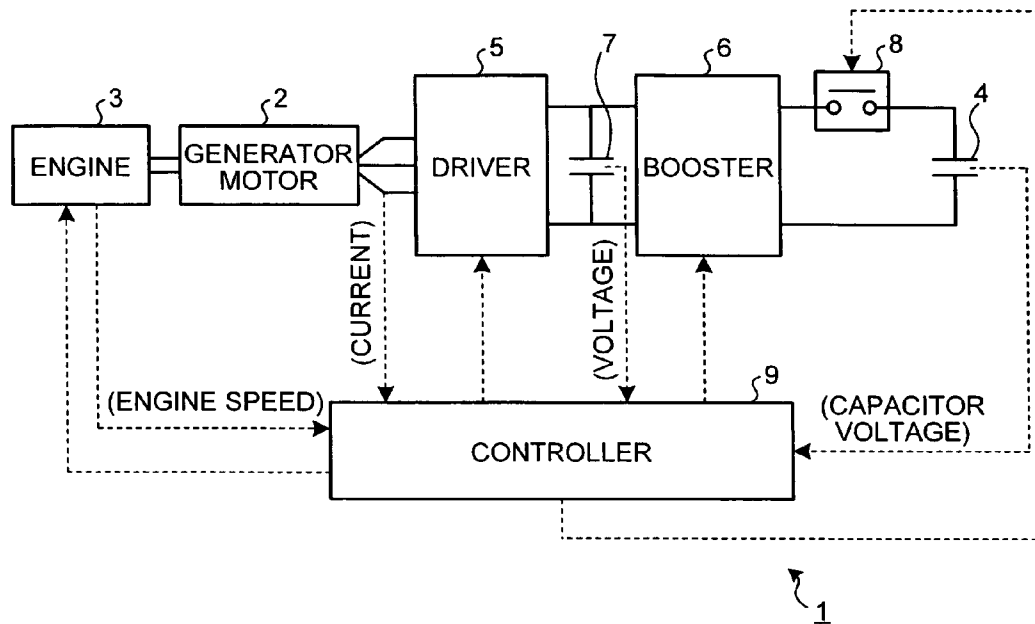 5
7
6
8
4
3
2
ENGINE
GENERATOR
MOTOR
DRIVER
BOOSTER
(CURRENT)
(VOLTAGE)
(ENGINE SPEED)
9
(CAPACITOR
VOLTAGE)
CONTROLLER
1